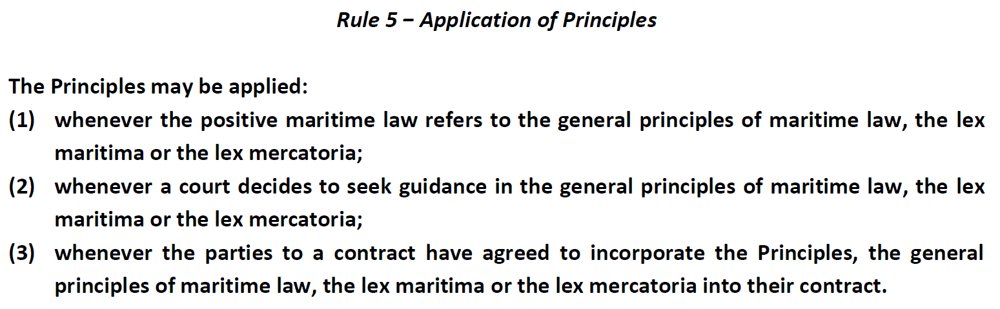 Rule 5 – Application of Principles
The Principles may be applied:
(1) whenever the positive maritime law refers to the general principles of maritime law, the lex
maritima or the lex mercatoria;
(2) whenever a court decides to seek guidance in the general principles of maritime law, the lex
maritima or the lex mercatoria;
(3) whenever the parties to a contract have agreed to incorporate the Principles, the general
principles of maritime law, the lex maritima or the lex mercatoria into their contract.